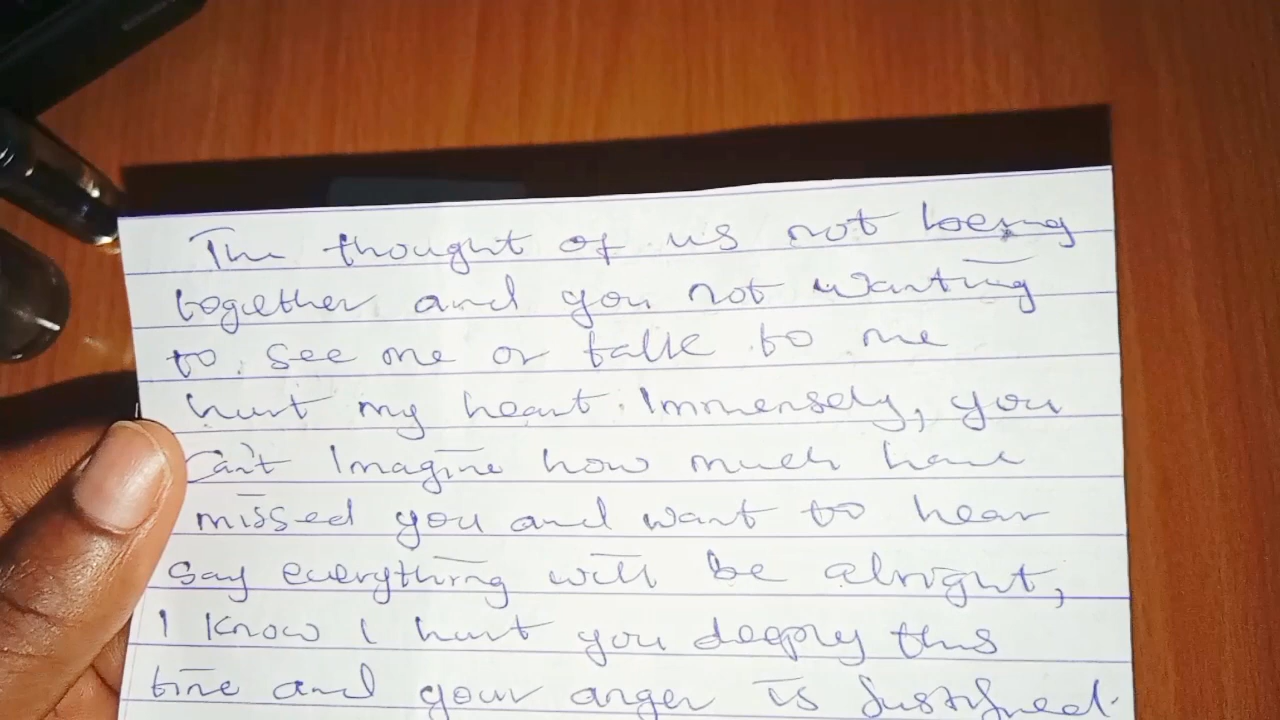 The thought of us not being
together and you not wanting
to see me or talk to me
hurt my heart Immensely, you
Can't Imagine how much have
missed you and want to hear
say everything will be alright,
I know I hurt you deeply this
time and your anger is Justified.